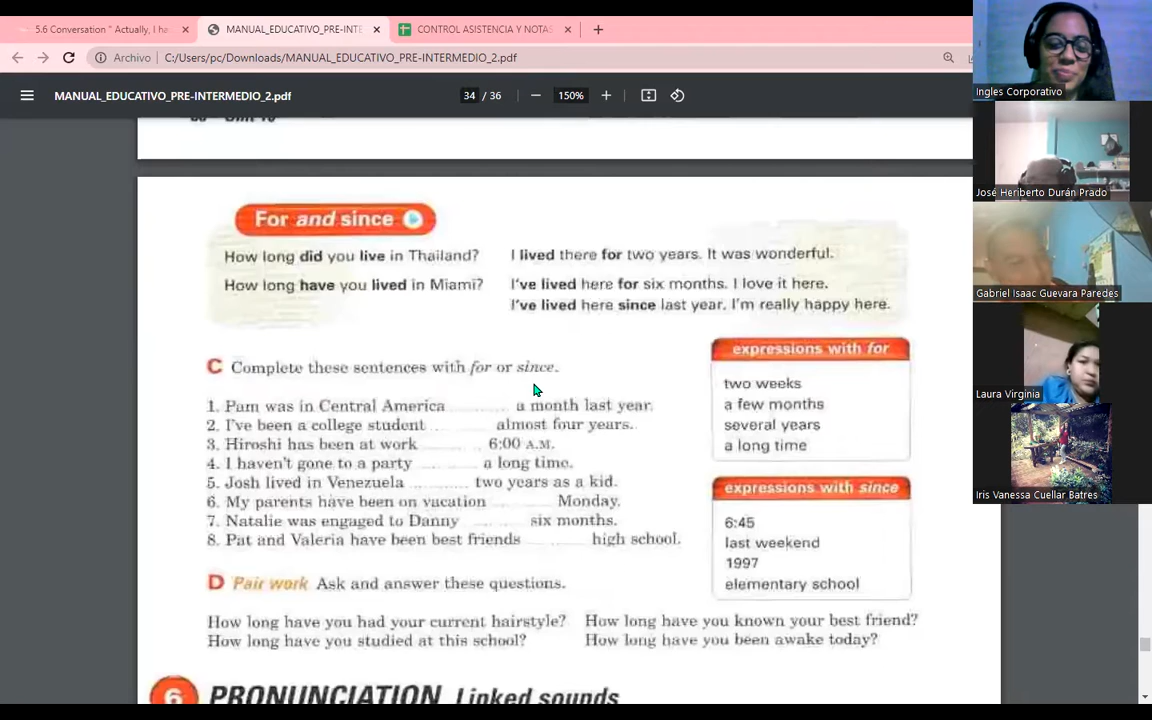 5.6 Conversation " Actually, I ha
MANUAL_EDUCATIVO_PRE-INTE
CONTROL ASISTENCIA Y NOTAS
Archivo
C:/Users/pc/Downloads/MANUAL_EDUCATIVO_PRE-INTERMEDIO_2.pdf
MANUAL_EDUCATIVO_PRE-INTERMEDIO_2.pdf
34 / 36
150%
For and since
How long did you live in Thailand?
I lived there for two years. It was wonderful.
How long have you lived in Miami?
I've lived here for six months. I love it here.
I've lived here since last year. I'm really happy here.
C Complete these sentences with for or since.
1. Pam was in Central America ........ a month last year.
2. I've been a college student ........ almost four years.
3. Hiroshi has been at work ........ 6:00 A.M.
4. I haven't gone to a party ........ a long time.
5. Josh lived in Venezuela ........ two years as a kid.
6. My parents have been on vacation ........ Monday.
7. Natalie was engaged to Danny ........ six months.
8. Pat and Valeria have been best friends ........ high school.
expressions with for
two weeks
a few months
several years
a long time
expressions with since
6:45
last weekend
1997
elementary school
D Pair work Ask and answer these questions.
How long have you had your current hairstyle?
How long have you known your best friend?
How long have you studied at this school?
How long have you been awake today?
6 PRONUNCIATION Linked sounds
Ingles Corporativo
José Heriberto Durán Prado
Gabriel Isaac Guevara Paredes
Laura Virginia
Iris Vanessa Cuellar Batres